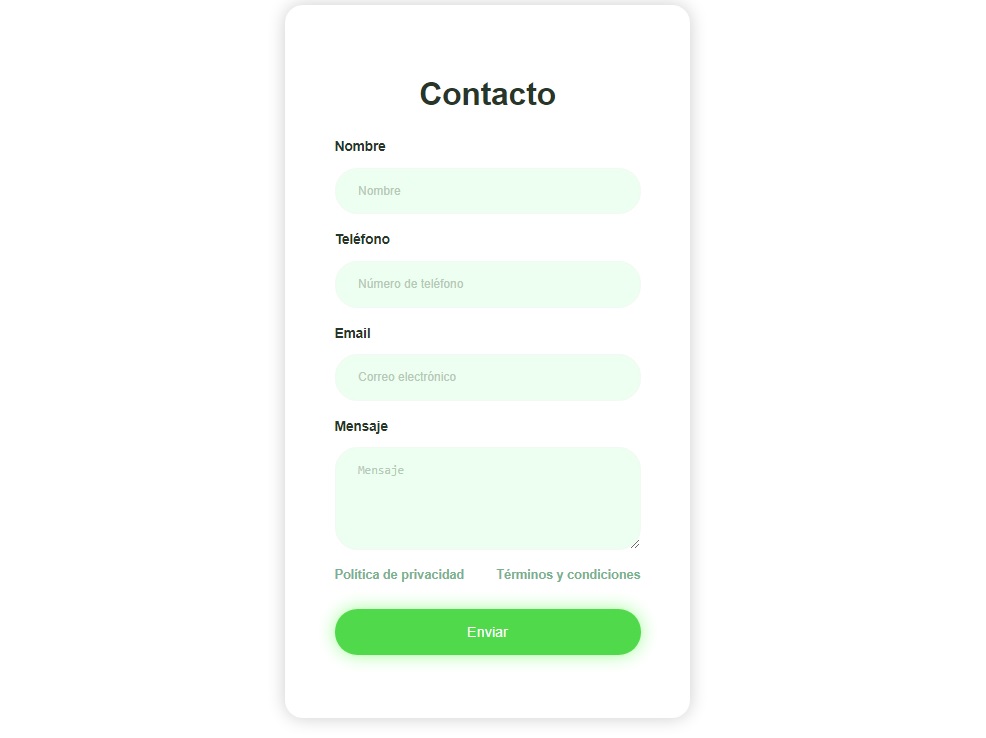 Contacto
Nombre
Nombre
Teléfono
Número de teléfono
Email
Correo electrónico
Mensaje
Mensaje
Política de privacidad Términos y condiciones
Enviar